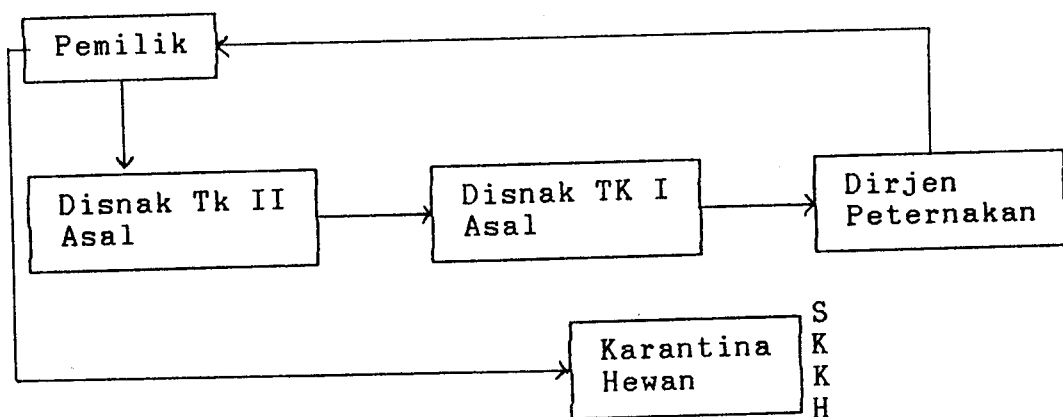 Pemilik
Disnak Tk II
Asal
Disnak TK I
Asal
Dirjen
Peternakan
Karantina
Hewan
S
K
K
H